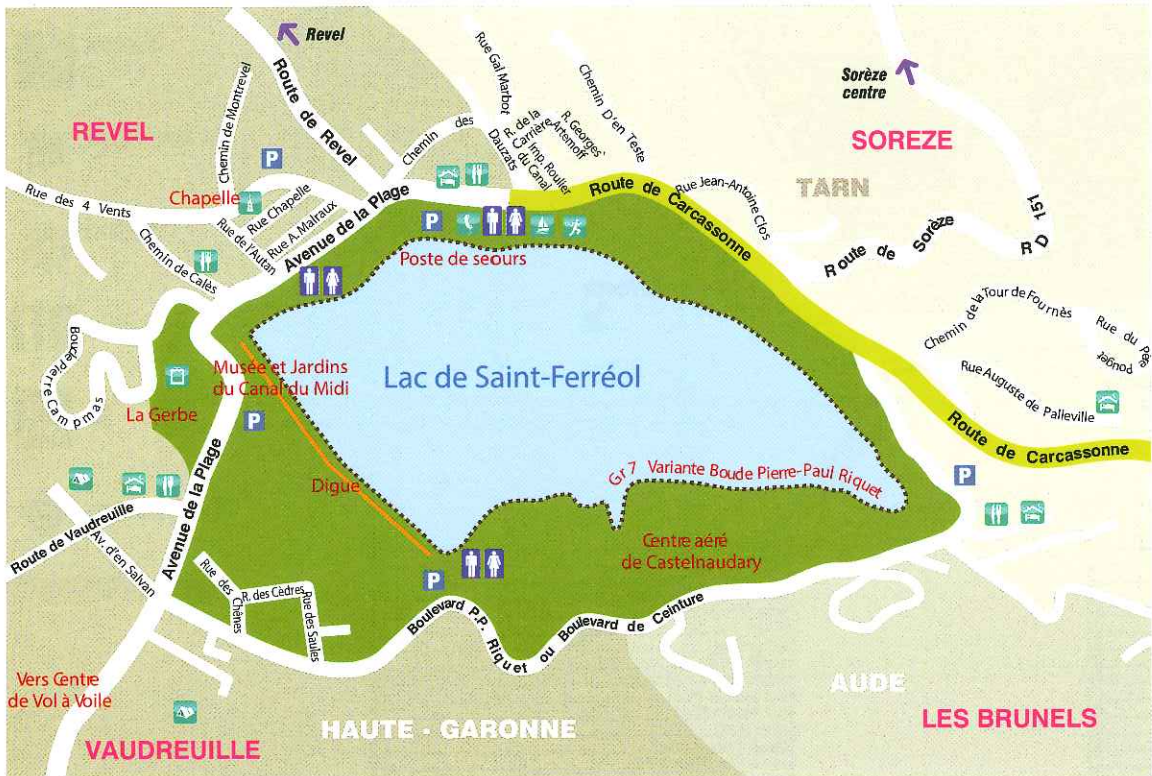 Revel
Sorèze
centre
REVEL
SOREZE
TARN
Route de Revel
Chemin de Montrevel
P
Chapelle
Rue des 4 Vents
Rue Chapelle
Rue de l'Autan
Rue A. Malraux
Chemin de Calès
Avenue de la Plage
Chemin des
Dauzats
Rue Gal Marbot
R. de la
Carrière
Imp. Roulier
R. du Canal
R. Georges
Artemoff
Chemin D'en Teste
Route de Carcassonne
Rue Jean-Antoine Clos
Route de Sorèze
RD 151
P
Poste de secours
Chemin de la Tour de Fournès
Rue du Pas
Ponget
Rue Auguste de Palleville
Boucle Pierre Campmas
La Gerbe
Musée et Jardins
du Canal du Midi
Lac de Saint-Ferréol
P
Digue
Gr 7 Variante Boude Pierre-Paul Riquet
Route de Carcassonne
P
Avenue de la Plage
Route de Vaudreuille
Av. d'en Salvan
Centre aéré
de Castelnaudary
P
Rue des
Chênes
R. des Cèdres
Rue des Saules
Boulevard P.P. Riquet ou Boulevard de Ceinture
Vers Centre
de Vol à Voile
AUDE
LES BRUNELS
HAUTE - GARONNE
VAUDREUILLE